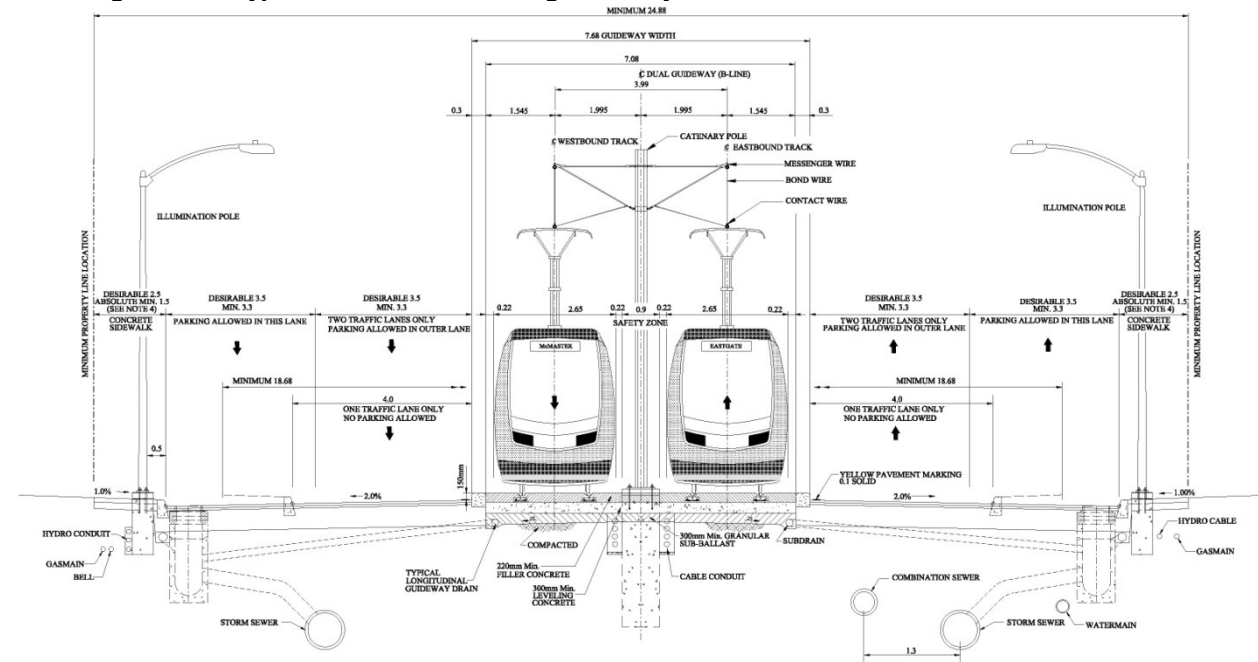 MINIMUM 24.88
7.68 GUIDEWAY WIDTH
7.08
℄ DUAL GUIDEWAY (B-LINE)
3.99
0.3
1.545
1.995
1.995
1.545
0.3
℄ WESTBOUND TRACK
CATENARY POLE
℄ EASTBOUND TRACK
MESSENGER WIRE
BOND WIRE
CONTACT WIRE
ILLUMINATION POLE
ILLUMINATION POLE
MINIMUM PROPERTY LINE LOCATION
MINIMUM PROPERTY LINE LOCATION
DESIRABLE 2.5
ABSOLUTE MIN. 1.5
(SEE NOTE 4)
CONCRETE
SIDEWALK
DESIRABLE 3.5
MIN. 3.3
PARKING ALLOWED IN THIS LANE
DESIRABLE 3.5
MIN. 3.3
TWO TRAFFIC LANES ONLY
PARKING ALLOWED IN OUTER LANE
0.22
2.65
0.22
0.9
0.22
2.65
0.22
SAFETY ZONE
DESIRABLE 3.5
MIN. 3.3
TWO TRAFFIC LANES ONLY
PARKING ALLOWED IN OUTER LANE
DESIRABLE 3.5
MIN. 3.3
PARKING ALLOWED IN THIS LANE
DESIRABLE 2.5
ABSOLUTE MIN. 1.5
(SEE NOTE 4)
CONCRETE
SIDEWALK
McMASTER
EASTGATE
MINIMUM 18.68
MINIMUM 18.68
4.0
ONE TRAFFIC LANE ONLY
NO PARKING ALLOWED
4.0
ONE TRAFFIC LANE ONLY
NO PARKING ALLOWED
0.5
150mm
YELLOW PAVEMENT MARKING
0.1 SOLID
1.0%
2.0%
2.0%
1.00%
HYDRO CONDUIT
GASMAIN
BELL
COMPACTED
300mm Min. GRANULAR
SUB-BALLAST
SUBDRAIN
HYDRO CABLE
GASMAIN
TYPICAL
LONGITUDINAL
GUIDEWAY DRAIN
220mm Min.
FILLER CONCRETE
300mm Min.
LEVELING
CONCRETE
CABLE CONDUIT
COMBINATION SEWER
STORM SEWER
STORM SEWER
WATERMAIN
1.3